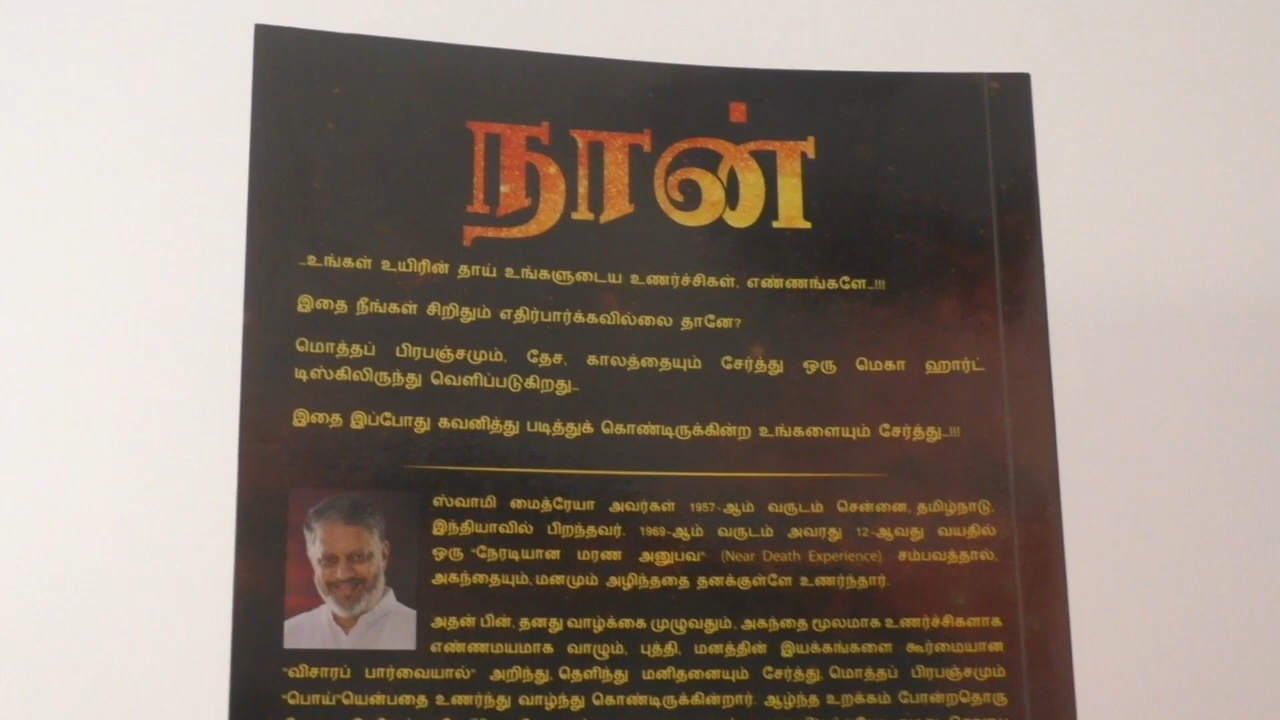 நான்
...உங்கள் உயிரின் தாய் உங்களுடைய உணர்ச்சிகள், எண்ணங்களே...!!!
இதை நீங்கள் சிறிதும் எதிர்பார்க்கவில்லை தானே?
மொத்தப் பிரபஞ்சமும், தேச, காலத்தையும் சேர்த்து ஒரு மெகா ஹார்ட்
டிஸ்கிலிருந்து வெளிப்படுகிறது...
இதை இப்போது கவனித்து படித்துக் கொண்டிருக்கின்ற உங்களையும் சேர்த்து...!!!
ஸ்வாமி மைத்ரேயா அவர்கள் 1957-ஆம் வருடம் சென்னை, தமிழ்நாடு,
இந்தியாவில் பிறந்தவர். 1969-ஆம் வருடம் அவரது 12-ஆவது வயதில்
ஒரு "நேரடியான மரண அனுபவ" (Near Death Experience) சம்பவத்தால்,
அகந்தையும், மனமும் அழிந்ததை தனக்குள்ளே உணர்ந்தார்.
அதன் பின், தனது வாழ்க்கை முழுவதும், அகந்தை மூலமாக உணர்ச்சிகளாக
எண்ணமயமாக வாழும், புத்தி, மனத்தின் இயக்கங்களை கூர்மையான
"விசாரப் பார்வையால்" அறிந்து, தெளிந்து மனிதனையும் சேர்த்து, மொத்தப் பிரபஞ்சமும்
"பொய்"யென்பதை உணர்ந்து வாழ்ந்து கொண்டிருக்கின்றார். ஆழ்ந்த உறக்கம் போன்றதொரு